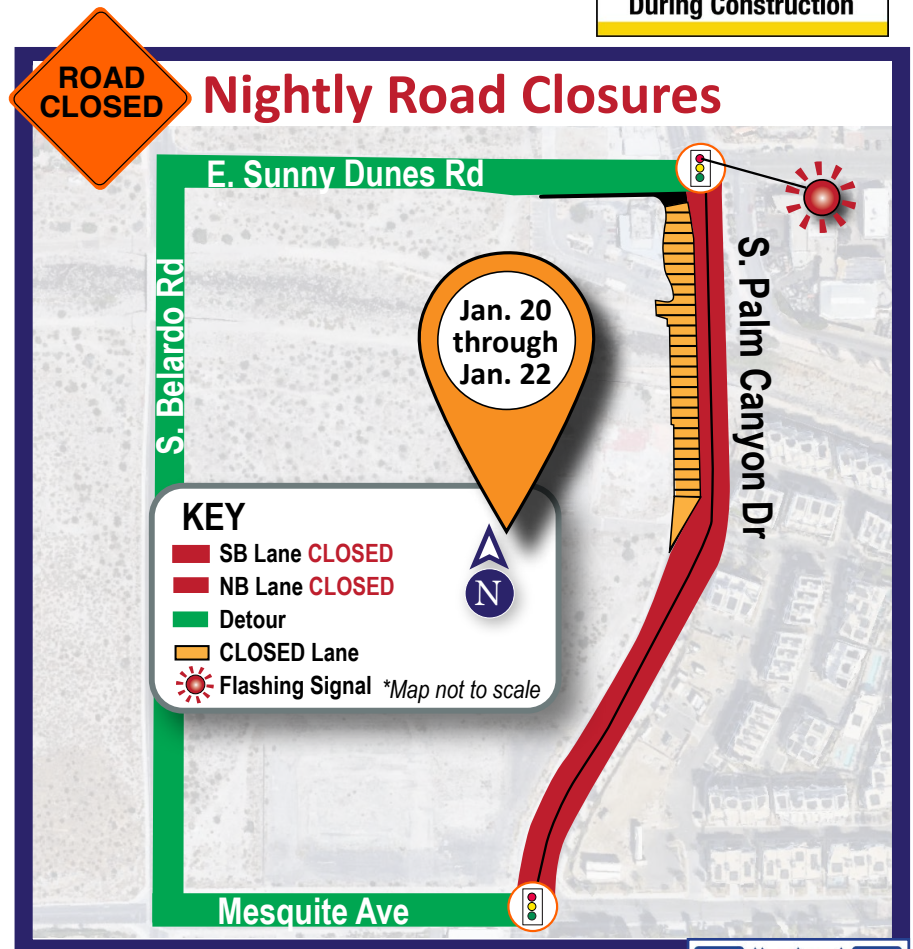 During Construction
ROAD
CLOSED
Nightly Road Closures
E. Sunny Dunes Rd
S. Belardo Rd
S. Palm Canyon Dr
Jan. 20
through
Jan. 22
KEY
SB Lane CLOSED
NB Lane CLOSED
Detour
CLOSED Lane
Flashing Signal *Map not to scale
N
Mesquite Ave